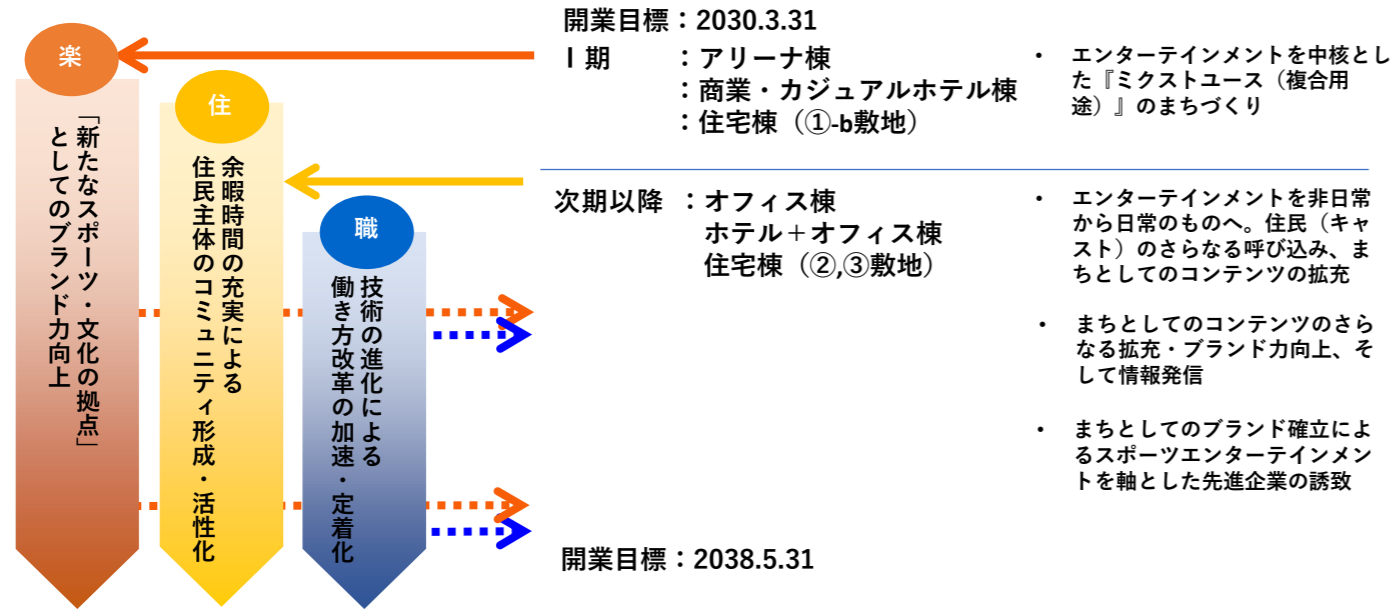 楽
「新たなスポーツ・文化の拠点」
としてのブランド力向上
住
余暇時間の充実による
住民主体のコミュニティ形成・活性化
職
技術の進化による
働き方改革の加速・定着化
開業目標：2030.3.31
Ⅰ期　　：アリーナ棟
：商業・カジュアルホテル棟
：住宅棟（①-b敷地）
・ エンターテインメントを中核とし
た『ミクストユース（複合用
途）』のまちづくり
次期以降　：オフィス棟
ホテル＋オフィス棟
住宅棟（②,③敷地）
・ エンターテインメントを非日常
から日常のものへ。住民（キャ
スト）のさらなる呼び込み、ま
ちとしてのコンテンツの拡充
・ まちとしてのコンテンツのさら
なる拡充・ブランド力向上、そ
して情報発信
・ まちとしてのブランド確立によ
るスポーツエンターテインメン
トを軸とした先進企業の誘致
開業目標：2038.5.31